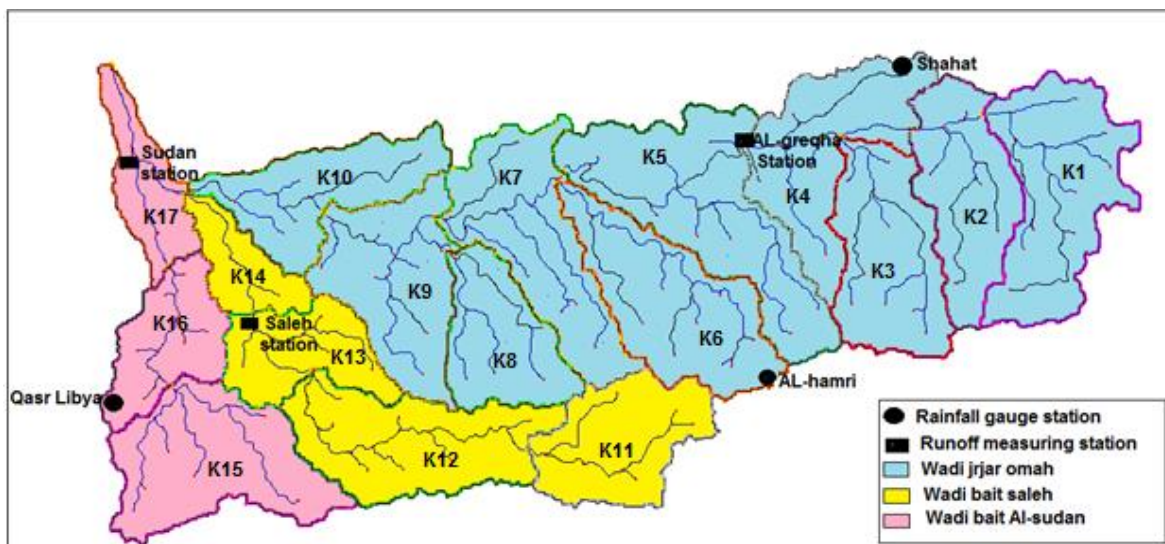 Shahat
Sudan
station
K10
K7
K5
AL-greqha
Station
K4
K1
K2
K3
K17
K14
K9
K16
Saleh
station
K13
K8
K6
AL-hamri
Qasr Libya
K15
K12
K11
Rainfall gauge station
Runoff measuring station
Wadi jrjar omah
Wadi bait saleh
Wadi bait Al-sudan